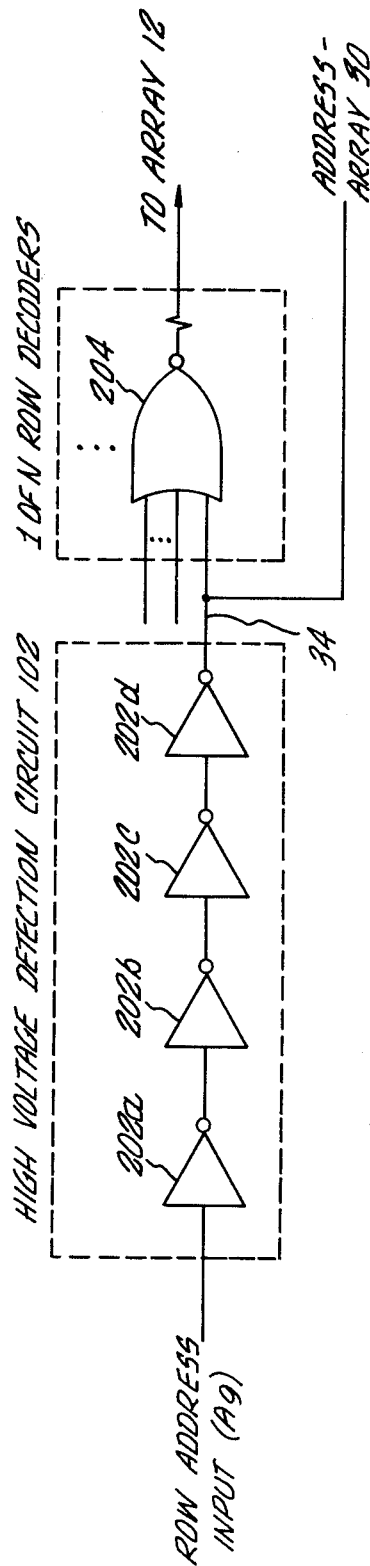 HIGH VOLTAGE DETECTION CIRCUIT 102
1 OF N ROW DECODERS
ROW ADDRESS
INPUT (A9)
202a
202b
202c
202d
204
34
TO ARRAY 12
ADDRESS-
ARRAY 30